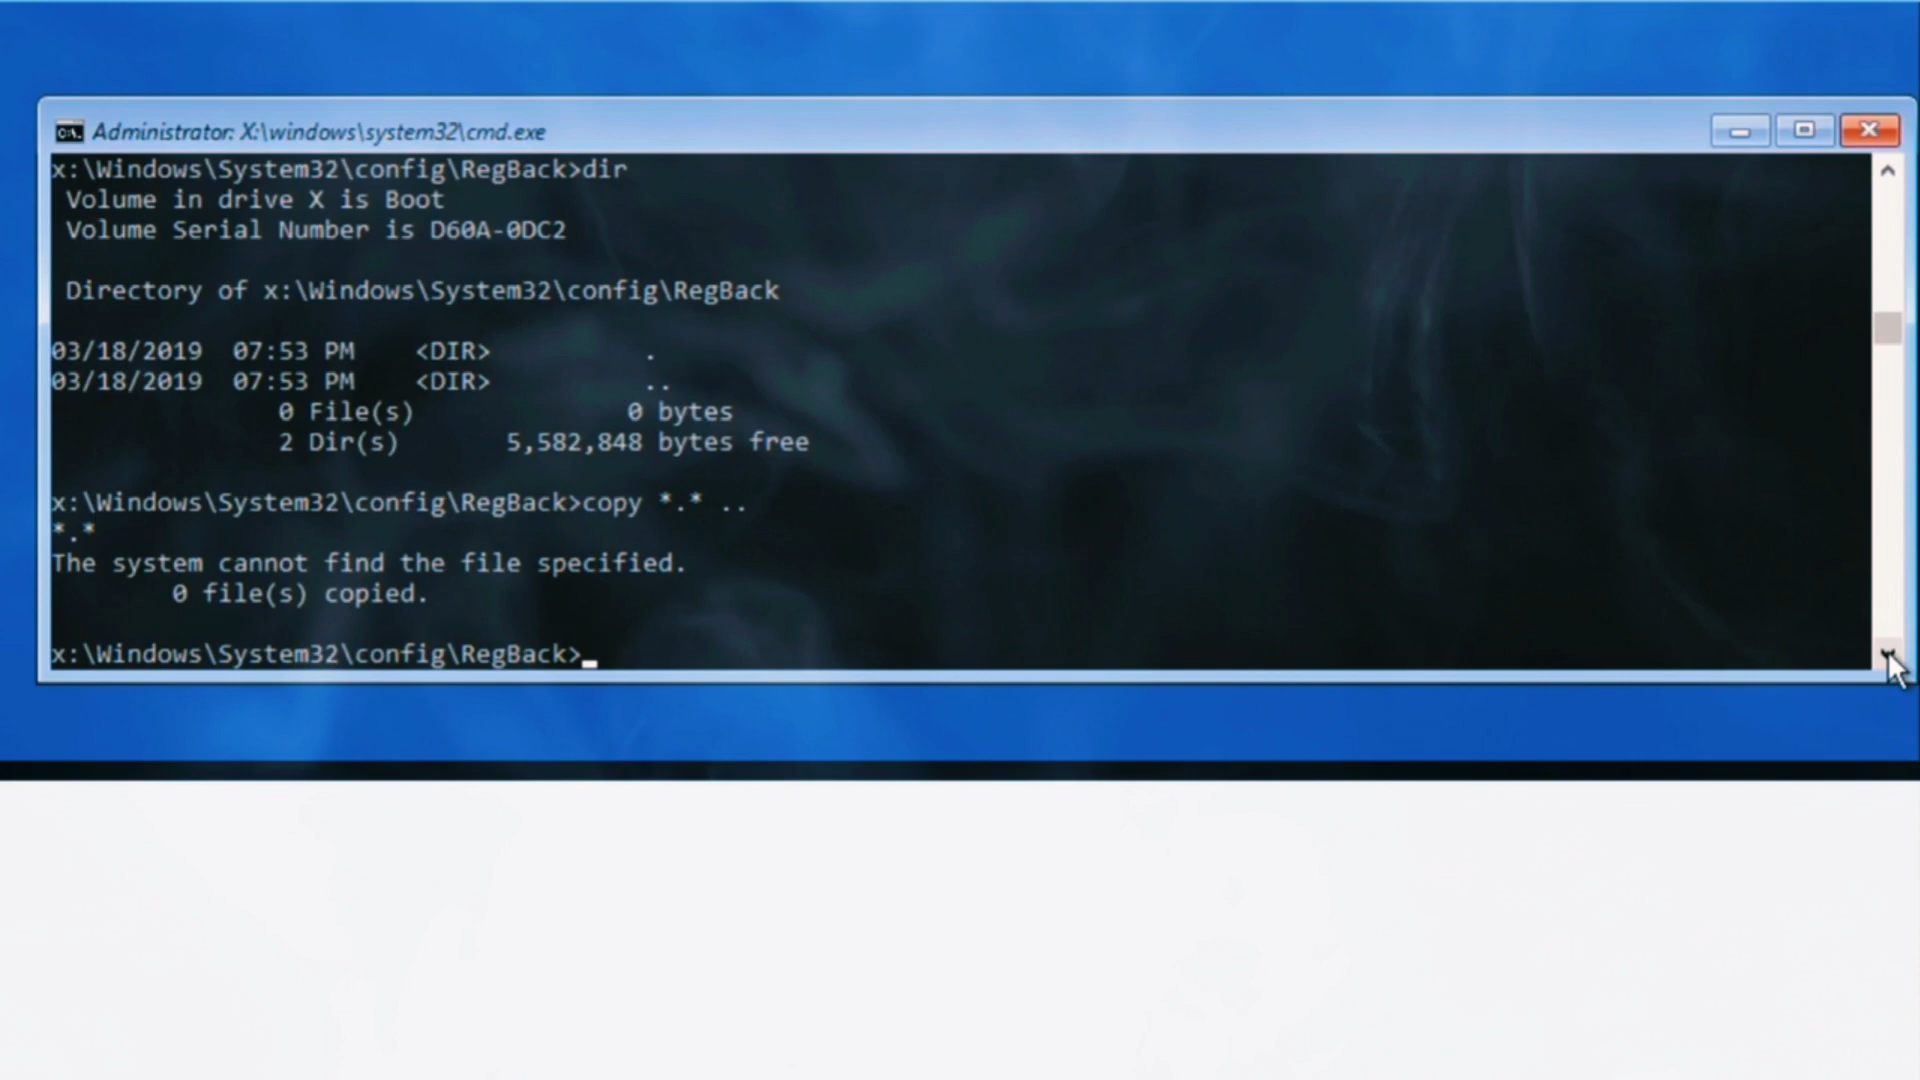 Administrator: X:\windows\system32\cmd.exe
x:\Windows\System32\config\RegBack>dir
Volume in drive X is Boot
Volume Serial Number is D60A-0DC2
Directory of x:\Windows\System32\config\RegBack
03/18/2019 07:53 PM <DIR> .
03/18/2019 07:53 PM <DIR> ..
0 File(s) 0 bytes
2 Dir(s) 5,582,848 bytes free
x:\Windows\System32\config\RegBack>copy *.* ..
*.*
The system cannot find the file specified.
0 file(s) copied.
x:\Windows\System32\config\RegBack>